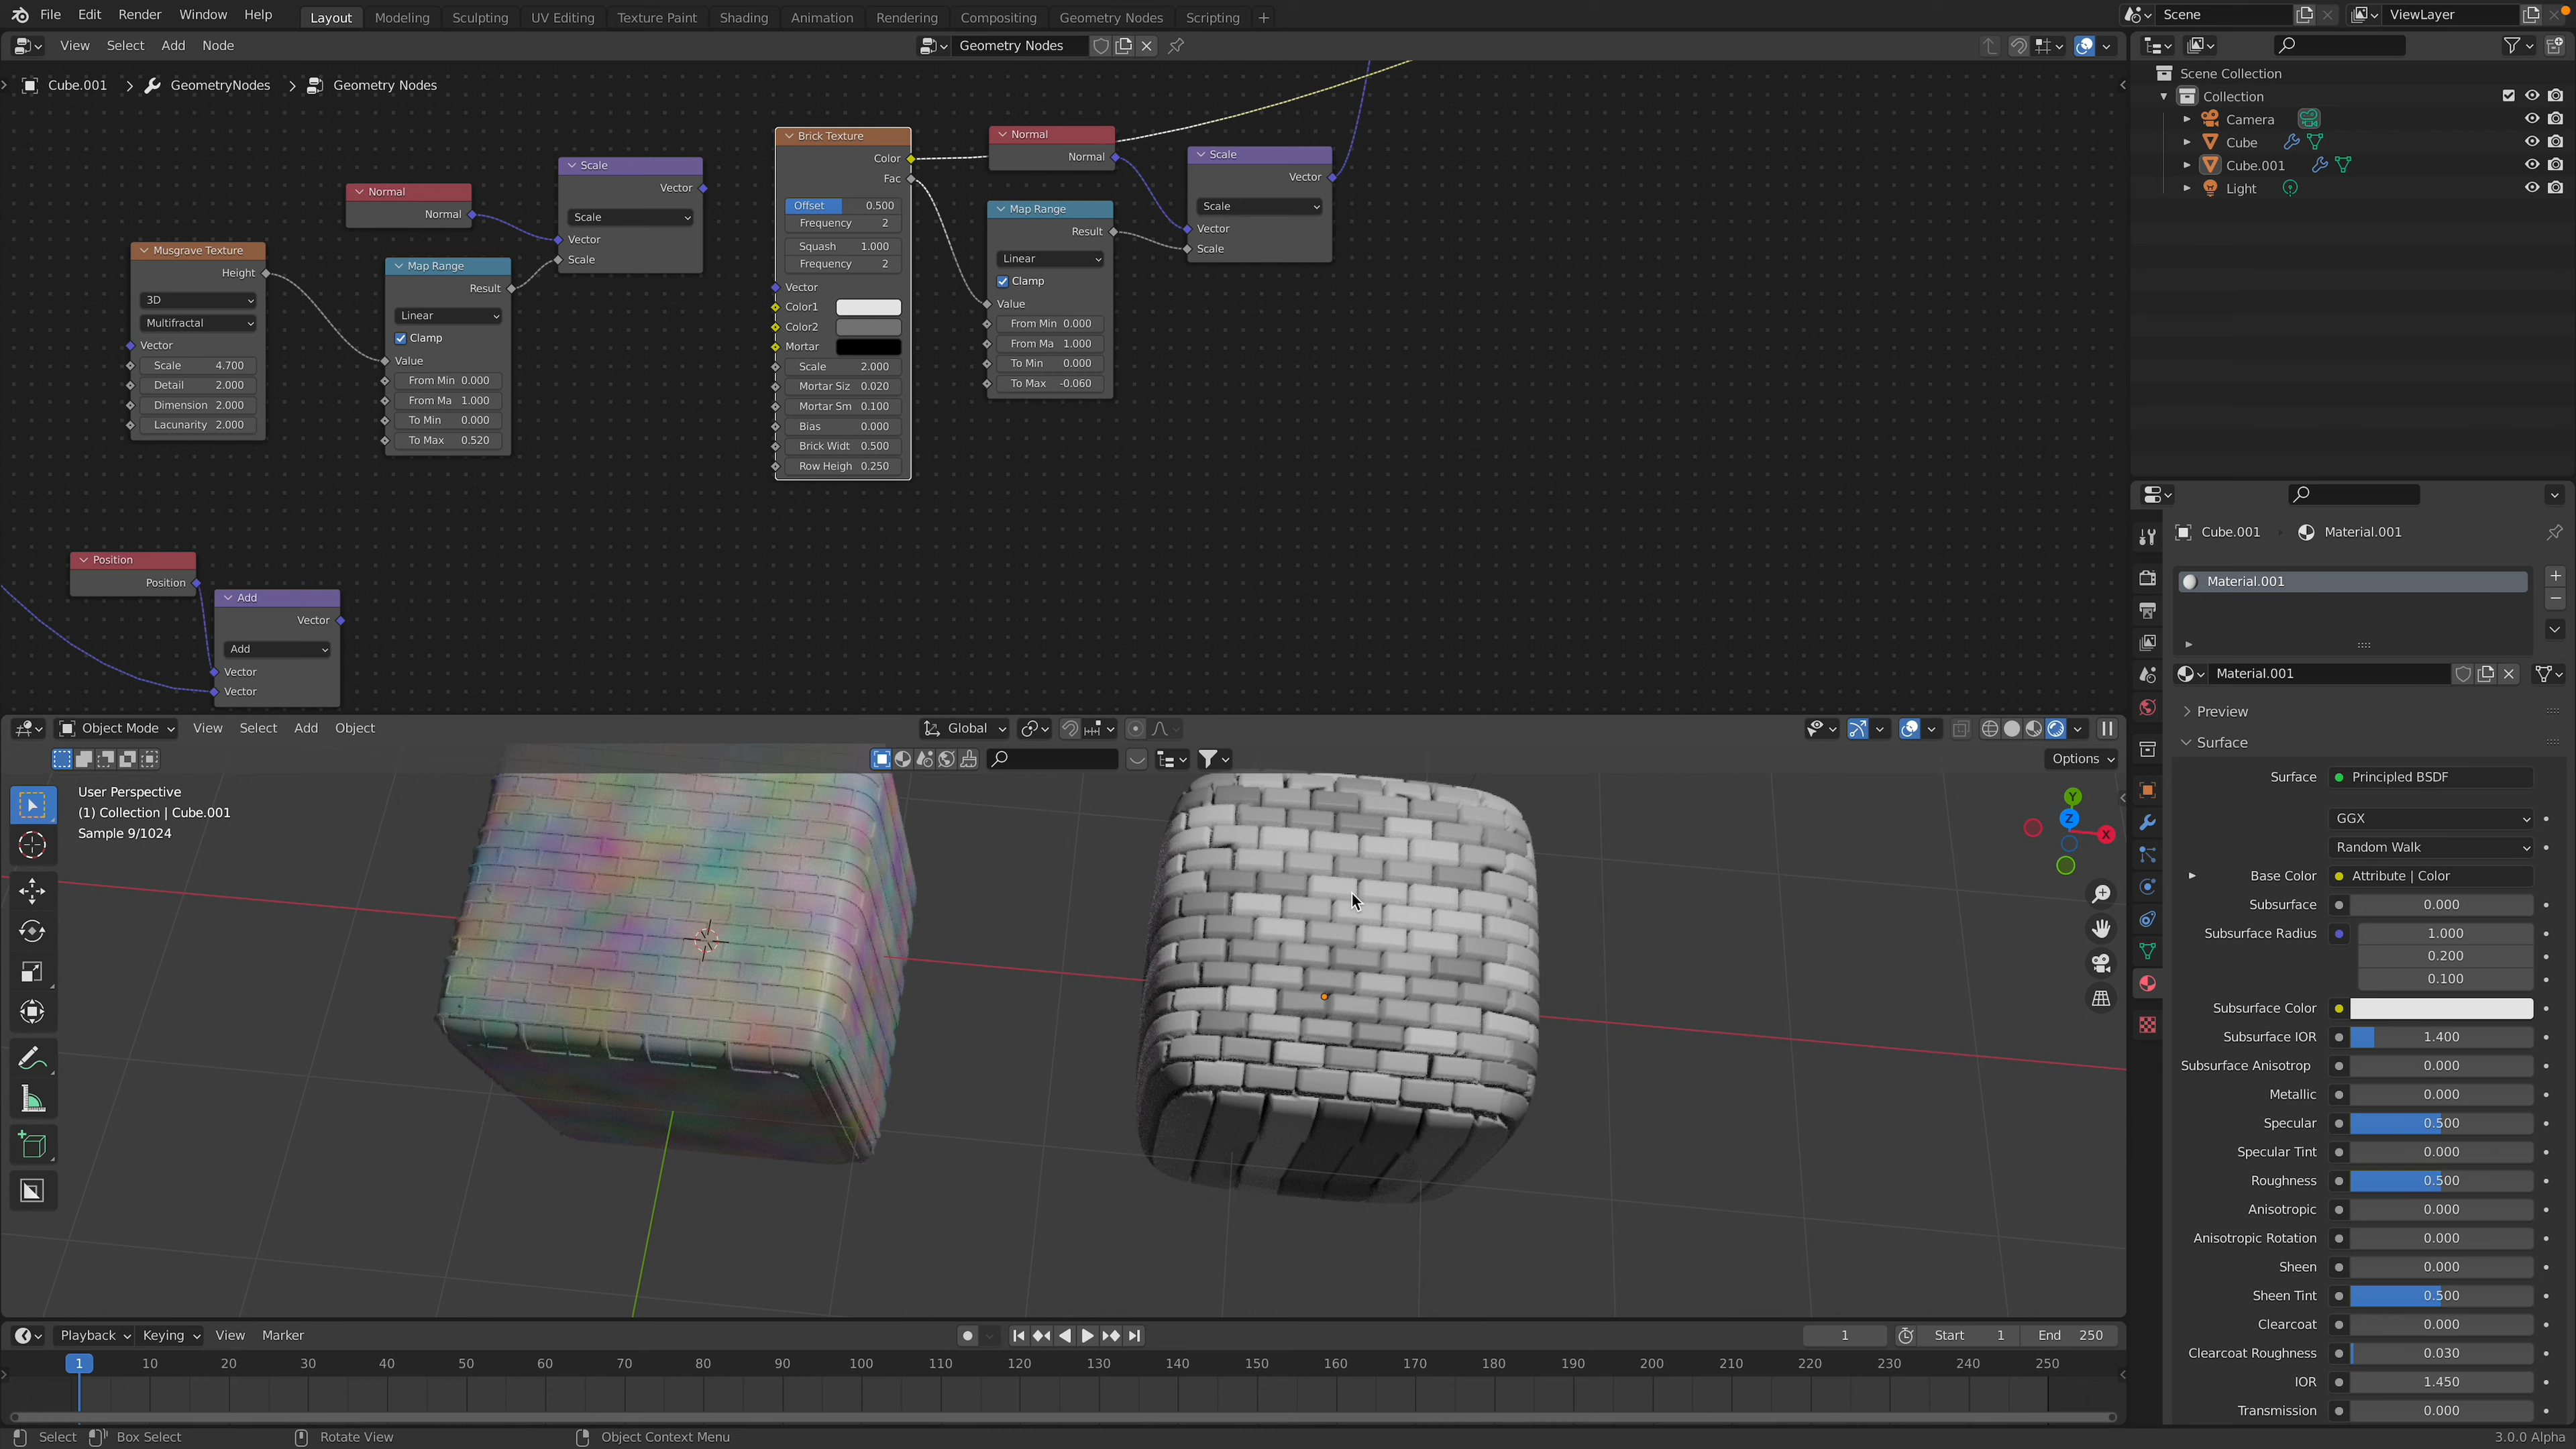 File Edit Render Window Help Layout Modeling Sculpting UV Editing Texture Paint Shading Animation Rendering Compositing Geometry Nodes Scripting + Scene ViewLayer
View Select Add Node Geometry Nodes
Cube.001 > GeometryNodes > Geometry Nodes
Musgrave Texture
Height
3D
Multifractal
Vector
Scale 4.700
Detail 2.000
Dimension 2.000
Lacunarity 2.000
Normal
Normal
Map Range
Result
Linear
Clamp
Value
From Min 0.000
From Ma 1.000
To Min 0.000
To Max 0.520
Scale
Vector
Scale
Vector
Scale
Brick Texture
Color
Fac
Offset 0.500
Frequency 2
Squash 1.000
Frequency 2
Vector
Color1
Color2
Mortar
Scale 2.000
Mortar Siz 0.020
Mortar Sm 0.100
Bias 0.000
Brick Widt 0.500
Row Heigh 0.250
Normal
Normal
Map Range
Result
Linear
Clamp
Value
From Min 0.000
From Ma 1.000
To Min 0.000
To Max -0.060
Scale
Vector
Scale
Vector
Scale
Position
Position
Add
Vector
Add
Vector
Vector
Object Mode View Select Add Object Global
Options
User Perspective
(1) Collection | Cube.001
Sample 9/1024
Y
Z
X
Playback Keying View Marker 1 Start 1 End 250
1 10 20 30 40 50 60 70 80 90 100 110 120 130 140 150 160 170 180 190 200 210 220 230 240 250
Select Box Select Rotate View Object Context Menu 3.0.0 Alpha
Scene Collection
Collection
Camera
Cube
Cube.001
Light
Cube.001 Material.001
Material.001
Material.001
Preview
Surface
Surface Principled BSDF
GGX
Random Walk
Base Color Attribute | Color
Subsurface 0.000
Subsurface Radius 1.000
0.200
0.100
Subsurface Color
Subsurface IOR 1.400
Subsurface Anisotrop 0.000
Metallic 0.000
Specular 0.500
Specular Tint 0.000
Roughness 0.500
Anisotropic 0.000
Anisotropic Rotation 0.000
Sheen 0.000
Sheen Tint 0.500
Clearcoat 0.000
Clearcoat Roughness 0.030
IOR 1.450
Transmission 0.000